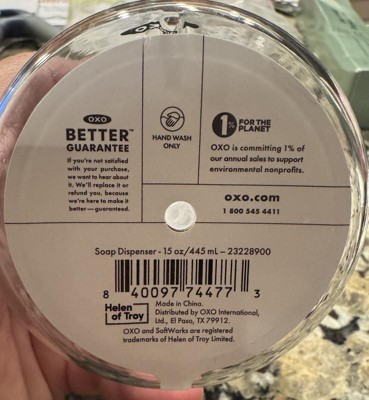 OXO
BETTER™
GUARANTEE
If you're not satisfied
with your purchase,
we want to hear about
it. We'll replace it or
refund you, because
we're here to make it
better — guaranteed.
HAND WASH
ONLY
1% FOR THE
PLANET
OXO is committing 1% of
our annual sales to support
environmental nonprofits.
oxo.com
1 800 545 4411
Soap Dispenser - 15 oz/445 mL – 23228900
8 40097 74477 3
Helen
of Troy
Made in China.
Distributed by OXO International,
Ltd., El Paso, TX 79912.
OXO and SoftWorks are registered
trademarks of Helen of Troy Limited.